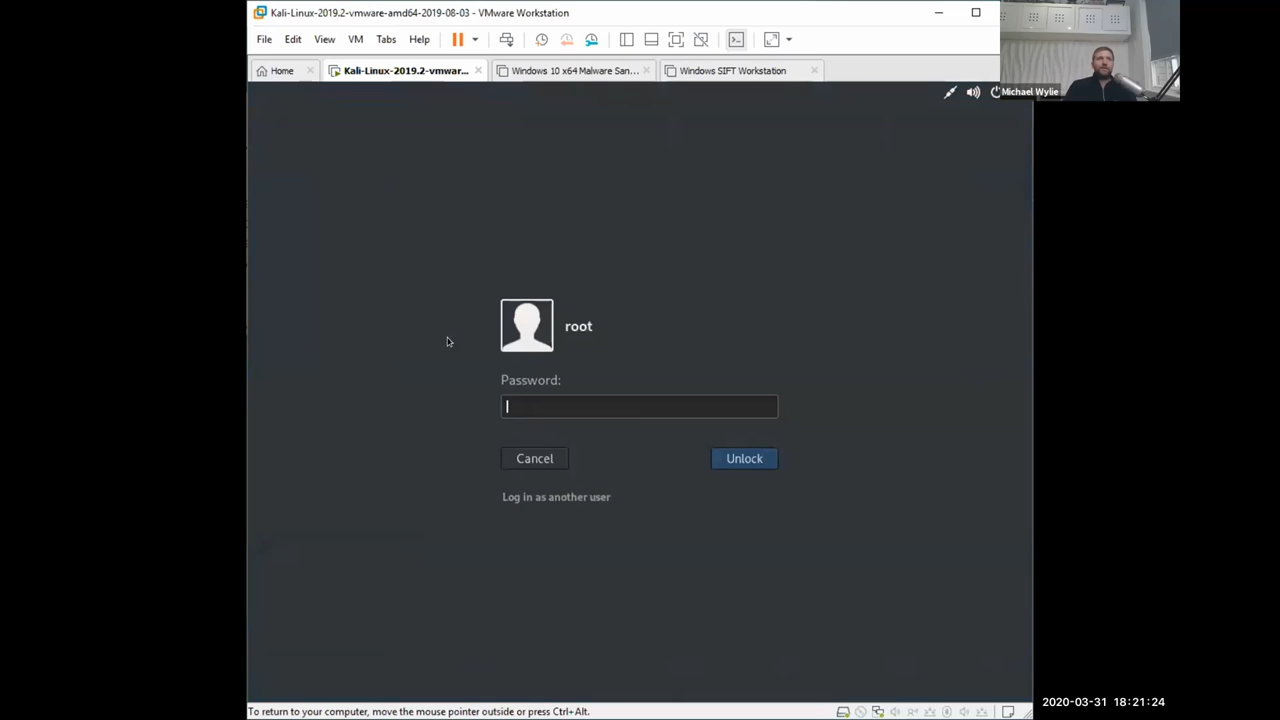 Kali-Linux-2019.2-vmware-amd64-2019-08-03 - VMware Workstation
File Edit View VM Tabs Help
Home Kali-Linux-2019.2-vmwar... Windows 10 x64 Malware San... Windows SIFT Workstation
Michael Wylie
root
Password:
Cancel Unlock
Log in as another user
To return to your computer, move the mouse pointer outside or press Ctrl+Alt.
2020-03-31 18:21:24